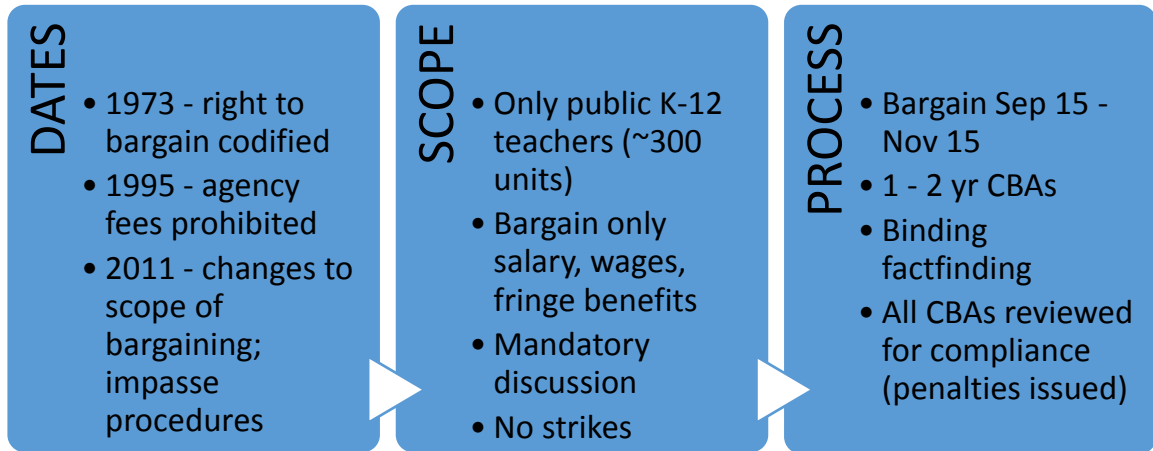 DATES
• 1973 - right to
bargain codified
• 1995 - agency
fees prohibited
• 2011 - changes to
scope of
bargaining;
impasse
procedures
SCOPE
• Only public K-12
teachers (~300
units)
• Bargain only
salary, wages,
fringe benefits
• Mandatory
discussion
• No strikes
PROCESS
• Bargain Sep 15 -
Nov 15
• 1 - 2 yr CBAs
• Binding
factfinding
• All CBAs reviewed
for compliance
(penalties issued)